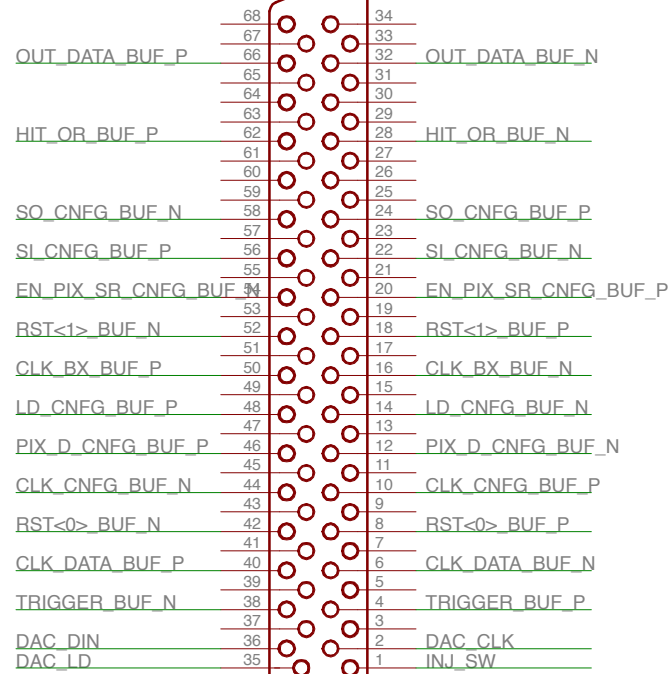 68 34
67 33
OUT_DATA_BUF_P 66 32 OUT_DATA_BUF_N
65 31
64 30
63 29
HIT_OR_BUF_P 62 28 HIT_OR_BUF_N
61 27
60 26
59 25
SO_CNFG_BUF_N 58 24 SO_CNFG_BUF_P
57 23
SI_CNFG_BUF_P 56 22 SI_CNFG_BUF_N
55 21
EN_PIX_SR_CNFG_BUF_N 54 20 EN_PIX_SR_CNFG_BUF_P
53 19
RST<1>_BUF_N 52 18 RST<1>_BUF_P
51 17
CLK_BX_BUF_P 50 16 CLK_BX_BUF_N
49 15
LD_CNFG_BUF_P 48 14 LD_CNFG_BUF_N
47 13
PIX_D_CNFG_BUF_P 46 12 PIX_D_CNFG_BUF_N
45 11
CLK_CNFG_BUF_N 44 10 CLK_CNFG_BUF_P
43 9
RST<0>_BUF_N 42 8 RST<0>_BUF_P
41 7
CLK_DATA_BUF_P 40 6 CLK_DATA_BUF_N
39 5
TRIGGER_BUF_N 38 4 TRIGGER_BUF_P
37 3
DAC_DIN 36 2 DAC_CLK
DAC_LD 35 1 INJ_SW